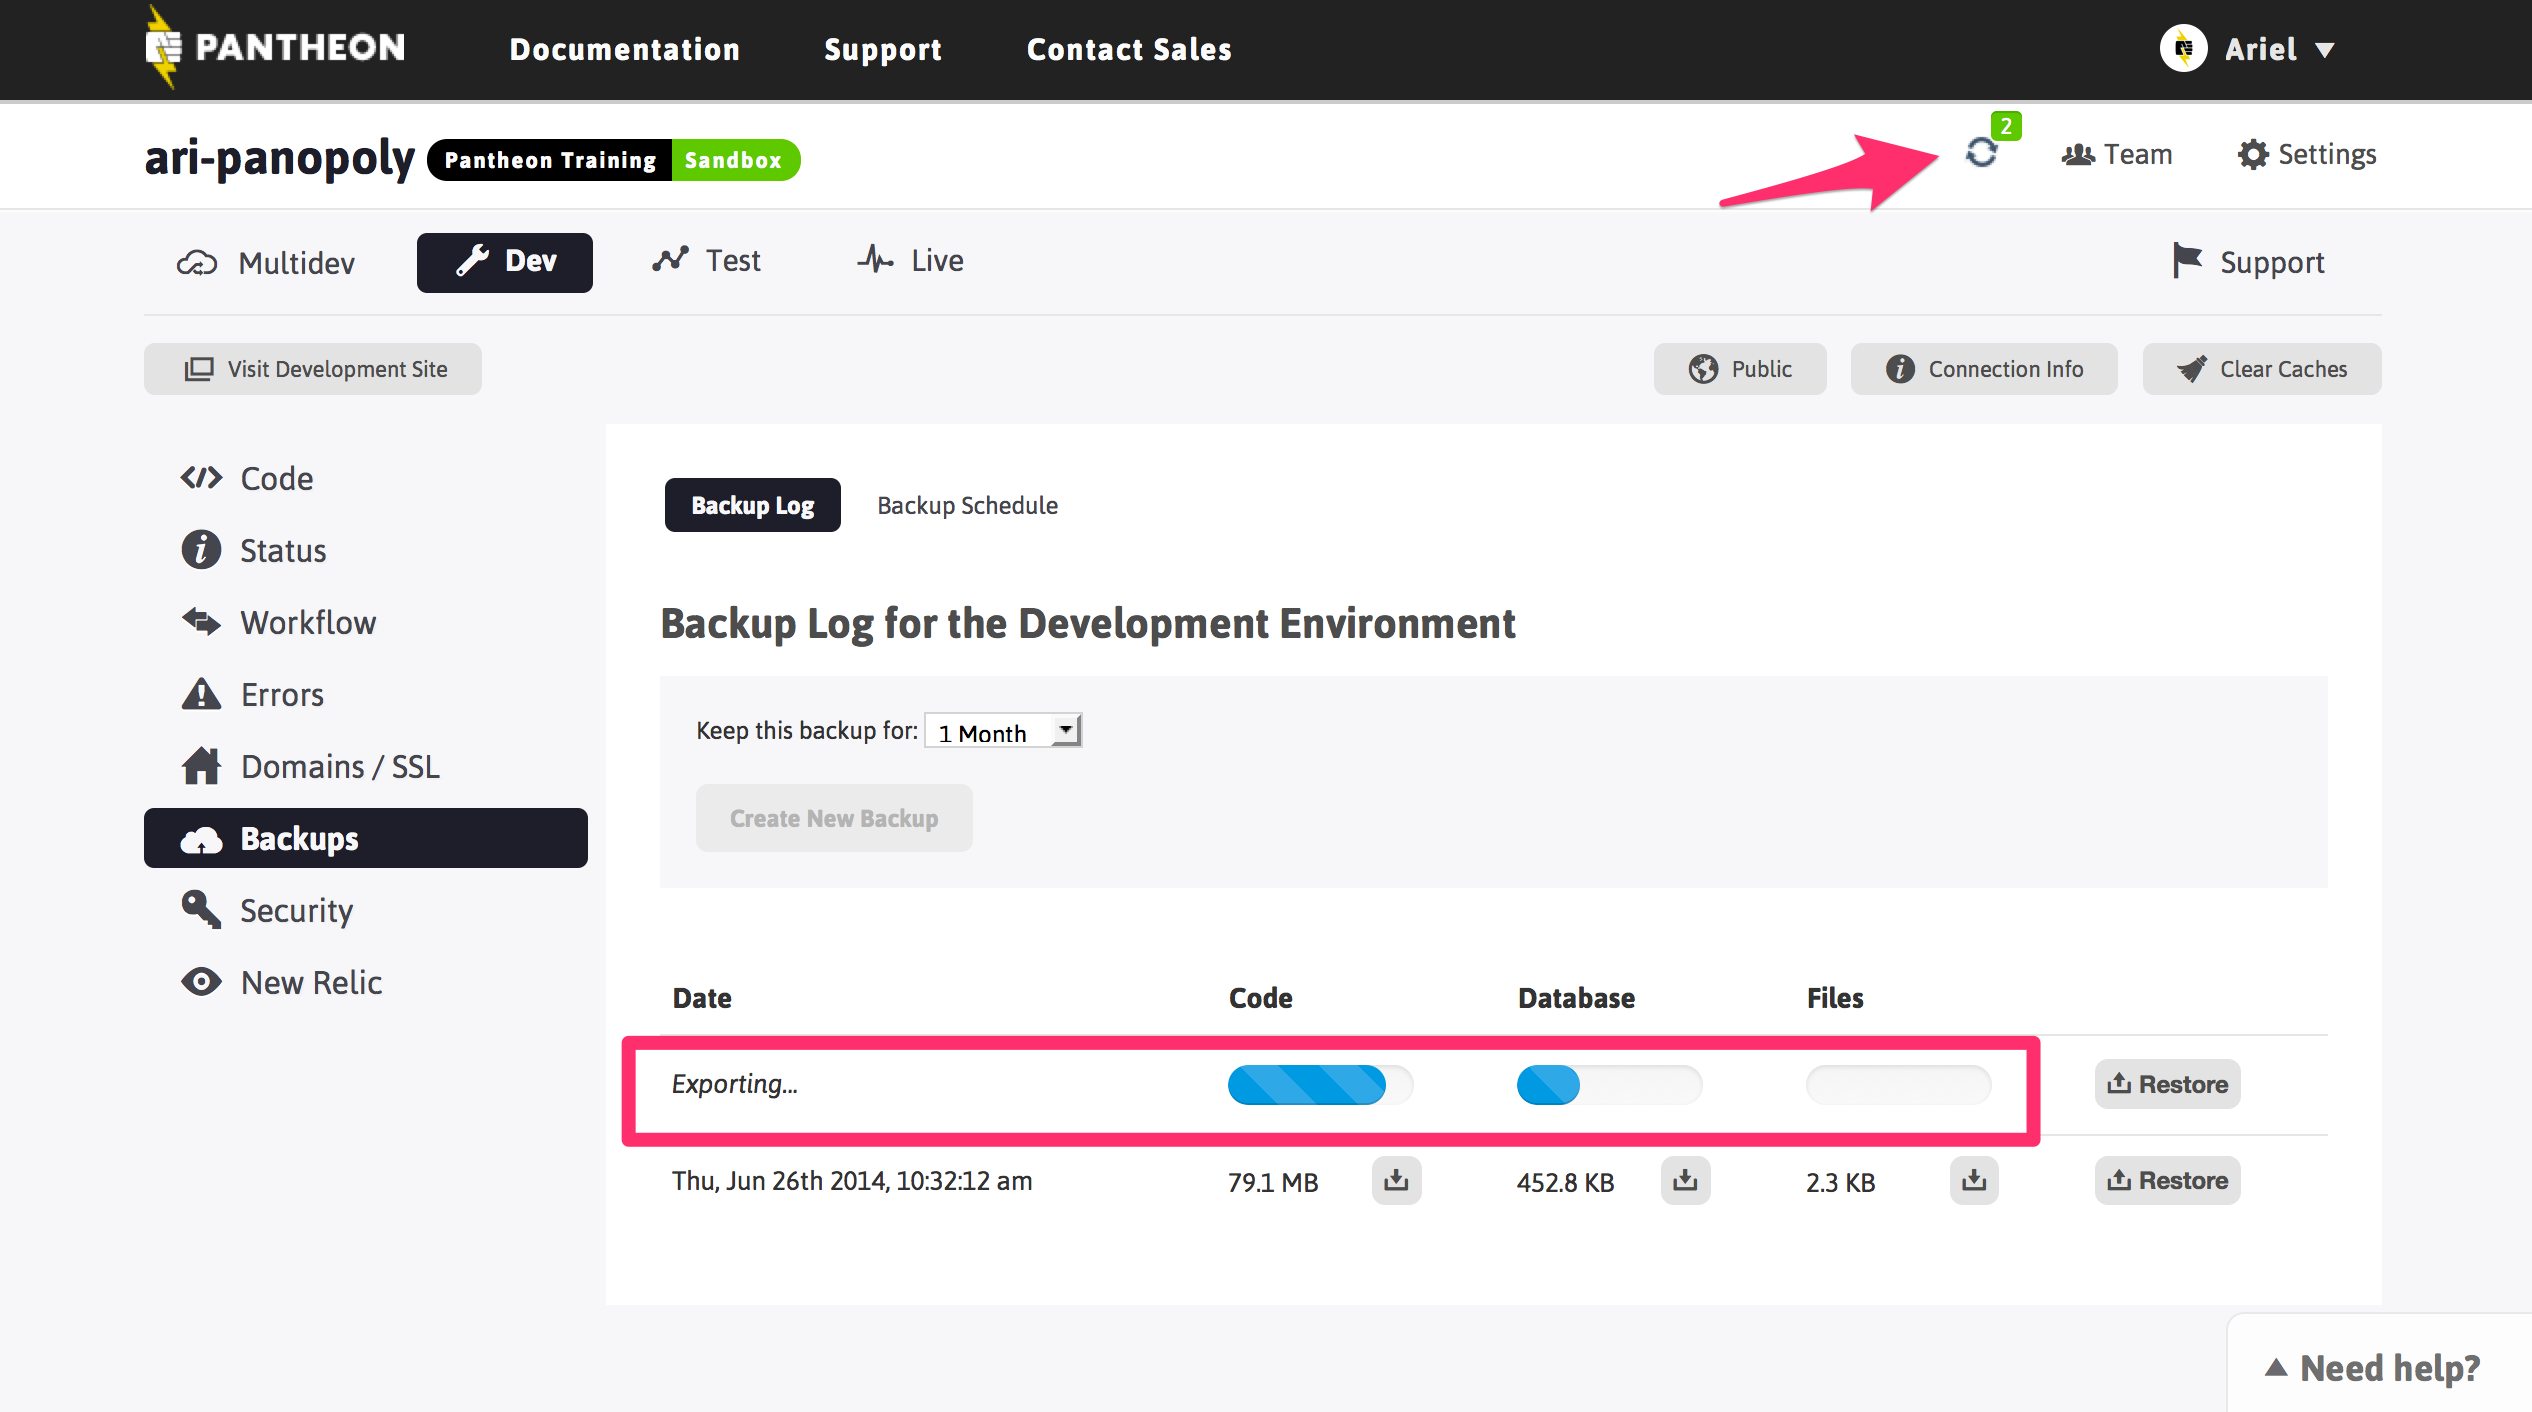 PANTHEON Documentation Support Contact Sales Ariel
ari-panopoly Pantheon Training Sandbox 2 Team Settings
Multidev Dev Test Live Support
Visit Development Site Public Connection Info Clear Caches
Code
Status
Workflow
Errors
Domains / SSL
Backups
Security
New Relic
Backup Log Backup Schedule
Backup Log for the Development Environment
Keep this backup for: 1 Month
Create New Backup
Date Code Database Files
Exporting... Restore
Thu, Jun 26th 2014, 10:32:12 am 79.1 MB 452.8 KB 2.3 KB Restore
Need help?